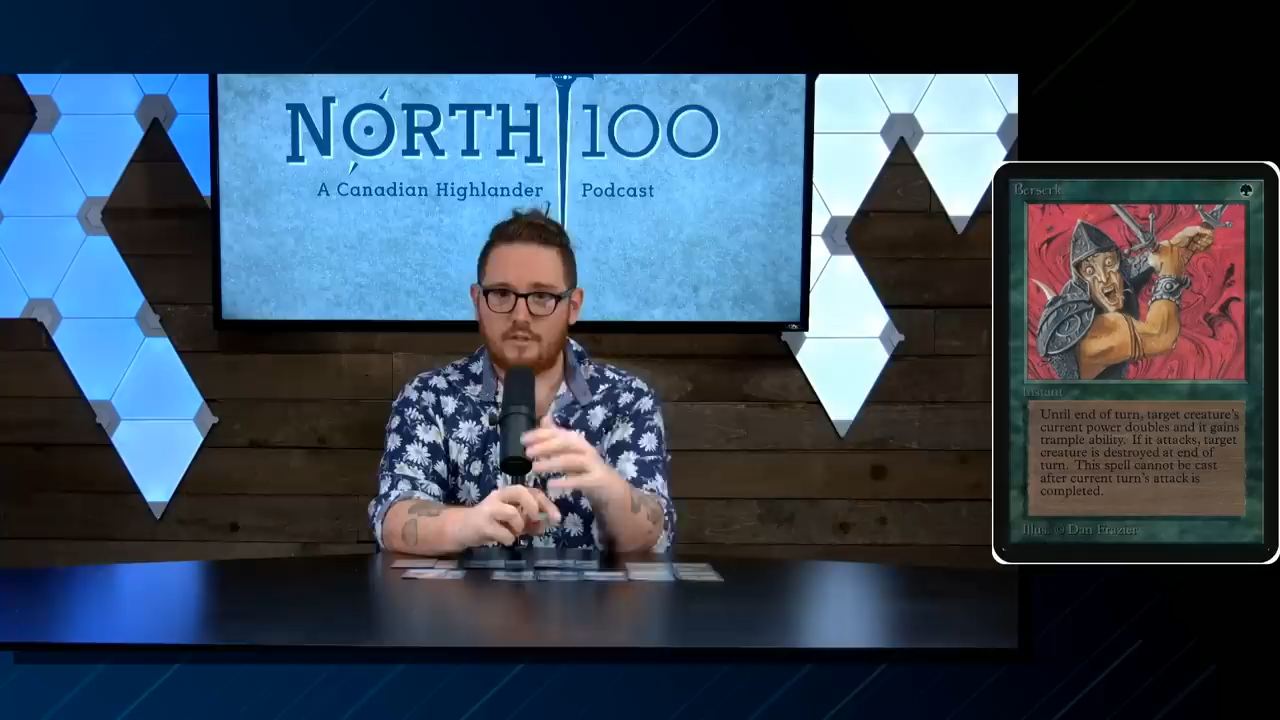 NORTH 100
A Canadian Highlander Podcast
Berserk
Instant
Until end of turn, target creature's
current power doubles and it gains
trample ability. If it attacks, target
creature is destroyed at end of
turn. This spell cannot be cast
after current turn's attack is
completed.
Illus. © Dan Frazier